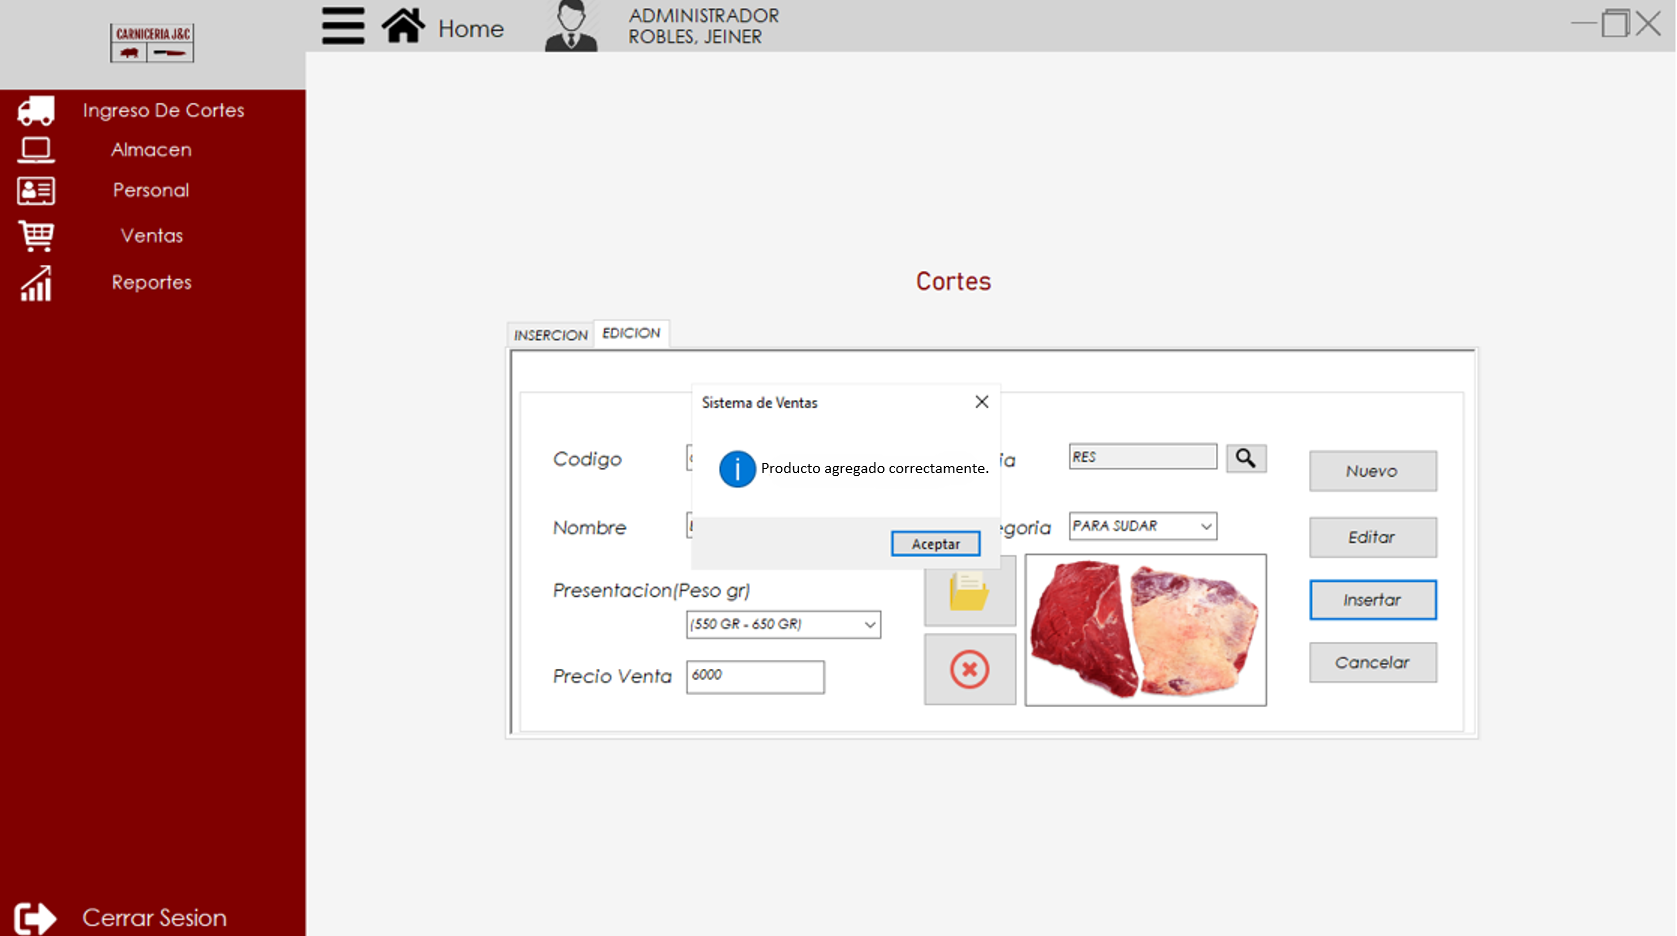 CARNICERIA J&C
Home
ADMINISTRADOR
ROBLES, JEINER
Ingreso De Cortes
Almacen
Personal
Ventas
Reportes
Cerrar Sesion
Cortes
INSERCION
EDICION
Sistema de Ventas
Producto agregado correctamente.
Aceptar
Codigo
ia
RES
Nuevo
Nombre
egoria
PARA SUDAR
Editar
Presentacion(Peso gr)
(550 GR - 650 GR)
Insertar
Precio Venta
6000
Cancelar